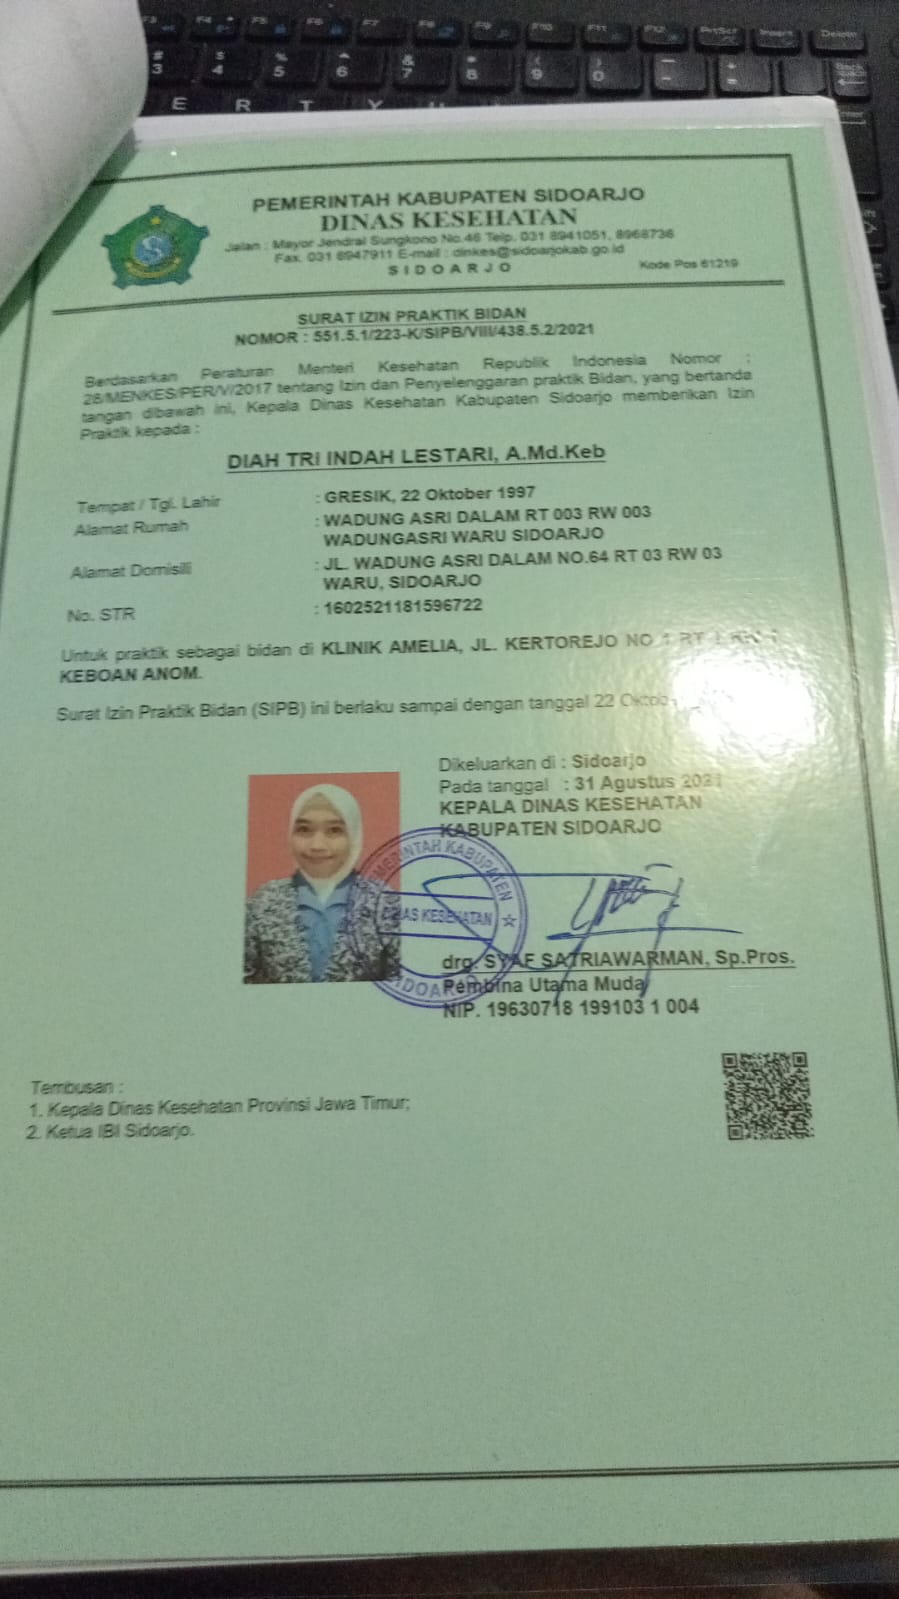 PEMERINTAH KABUPATEN SIDOARJO
DINAS KESEHATAN
Jalan : Mayor Jendral Sungkono No.46 Telp. 031 8941051, 8968736
Fax. 031 8947911 E-mail : dinkes@sidoarjokab.go.id
SIDOARJO Kode Pos 61219
SURAT IZIN PRAKTIK BIDAN
NOMOR : 551.5.1/223-K/SIPB/VIII/438.5.2/2021
Berdasarkan Peraturan Menteri Kesehatan Republik Indonesia Nomor :
28/MENKES/PER/V/2017 tentang Izin dan Penyelenggaran praktik Bidan, yang bertanda
tangan dibawah ini, Kepala Dinas Kesehatan Kabupaten Sidoarjo memberikan Izin
Praktik kepada :
DIAH TRI INDAH LESTARI, A.Md.Keb
Tempat / Tgl. Lahir : GRESIK, 22 Oktober 1997
Alamat Rumah : WADUNG ASRI DALAM RT 003 RW 003
WADUNGASRI WARU SIDOARJO
Alamat Domisili : JL. WADUNG ASRI DALAM NO.64 RT 03 RW 03
WARU, SIDOARJO
No. STR : 1602521181596722
Untuk praktik sebagai bidan di KLINIK AMELIA, JL. KERTOREJO NO 1 RT
KEBOAN ANOM.
Surat Izin Praktik Bidan (SIPB) ini berlaku sampai dengan tanggal 22
Dikeluarkan di : Sidoarjo
Pada tanggal : 31 Agustus 2021
KEPALA DINAS KESEHATAN
KABUPATEN SIDOARJO
PEMERINTAH KABUPATEN
DINAS KESEHATAN
SIDOARJO
drg. SYAF SATRIAWARMAN, Sp.Pros.
Pembina Utama Muda
NIP. 19630718 199103 1 004
Tembusan :
1. Kepala Dinas Kesehatan Provinsi Jawa Timur;
2. Ketua IBI Sidoarjo.